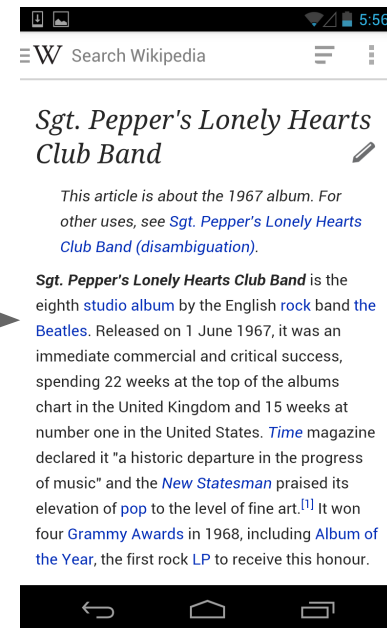 5:56
W Search Wikipedia
Sgt. Pepper's Lonely Hearts
Club Band
This article is about the 1967 album. For
other uses, see Sgt. Pepper's Lonely Hearts
Club Band (disambiguation).
Sgt. Pepper's Lonely Hearts Club Band is the
eighth studio album by the English rock band the
Beatles. Released on 1 June 1967, it was an
immediate commercial and critical success,
spending 22 weeks at the top of the albums
chart in the United Kingdom and 15 weeks at
number one in the United States. Time magazine
declared it "a historic departure in the progress
of music" and the New Statesman praised its
elevation of pop to the level of fine art.[1] It won
four Grammy Awards in 1968, including Album of
the Year, the first rock LP to receive this honour.